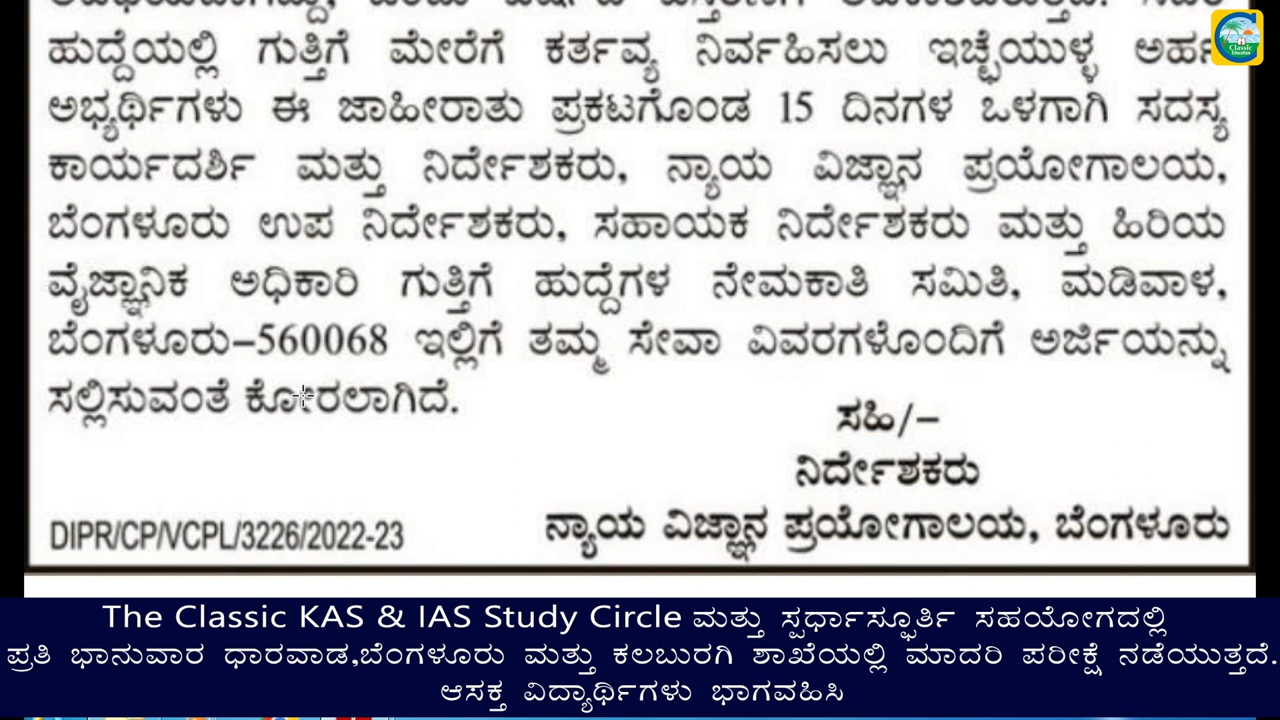 ಹುದ್ದೆಯಲ್ಲಿ ಗುತ್ತಿಗೆ ಮೇರೆಗೆ ಕರ್ತವ್ಯ ನಿರ್ವಹಿಸಲು ಇಚ್ಛೆಯುಳ್ಳ ಅರ್ಹ
ಅಭ್ಯರ್ಥಿಗಳು ಈ ಜಾಹೀರಾತು ಪ್ರಕಟಗೊಂಡ 15 ದಿನಗಳ ಒಳಗಾಗಿ ಸದಸ್ಯ
ಕಾರ್ಯದರ್ಶಿ ಮತ್ತು ನಿರ್ದೇಶಕರು, ನ್ಯಾಯ ವಿಜ್ಞಾನ ಪ್ರಯೋಗಾಲಯ,
ಬೆಂಗಳೂರು ಉಪ ನಿರ್ದೇಶಕರು, ಸಹಾಯಕ ನಿರ್ದೇಶಕರು ಮತ್ತು ಹಿರಿಯ
ವೈಜ್ಞಾನಿಕ ಅಧಿಕಾರಿ ಗುತ್ತಿಗೆ ಹುದ್ದೆಗಳ ನೇಮಕಾತಿ ಸಮಿತಿ, ಮಡಿವಾಳ,
ಬೆಂಗಳೂರು–560068 ಇಲ್ಲಿಗೆ ತಮ್ಮ ಸೇವಾ ವಿವರಗಳೊಂದಿಗೆ ಅರ್ಜಿಯನ್ನು
ಸಲ್ಲಿಸುವಂತೆ ಕೋರಲಾಗಿದೆ.
ಸಹಿ/–
ನಿರ್ದೇಶಕರು
ನ್ಯಾಯ ವಿಜ್ಞಾನ ಪ್ರಯೋಗಾಲಯ, ಬೆಂಗಳೂರು
DIPR/CP/VCPL/3226/2022-23
Classic
Education
The Classic KAS & IAS Study Circle ಮತ್ತು ಸ್ಪರ್ಧಾಸ್ಫೂರ್ತಿ ಸಹಯೋಗದಲ್ಲಿ
ಪ್ರತಿ ಭಾನುವಾರ ಧಾರವಾಡ,ಬೆಂಗಳೂರು ಮತ್ತು ಕಲಬುರಗಿ ಶಾಖೆಯಲ್ಲಿ ಮಾದರಿ ಪರೀಕ್ಷೆ ನಡೆಯುತ್ತದೆ.
ಆಸಕ್ತ ವಿದ್ಯಾರ್ಥಿಗಳು ಭಾಗವಹಿಸಿ